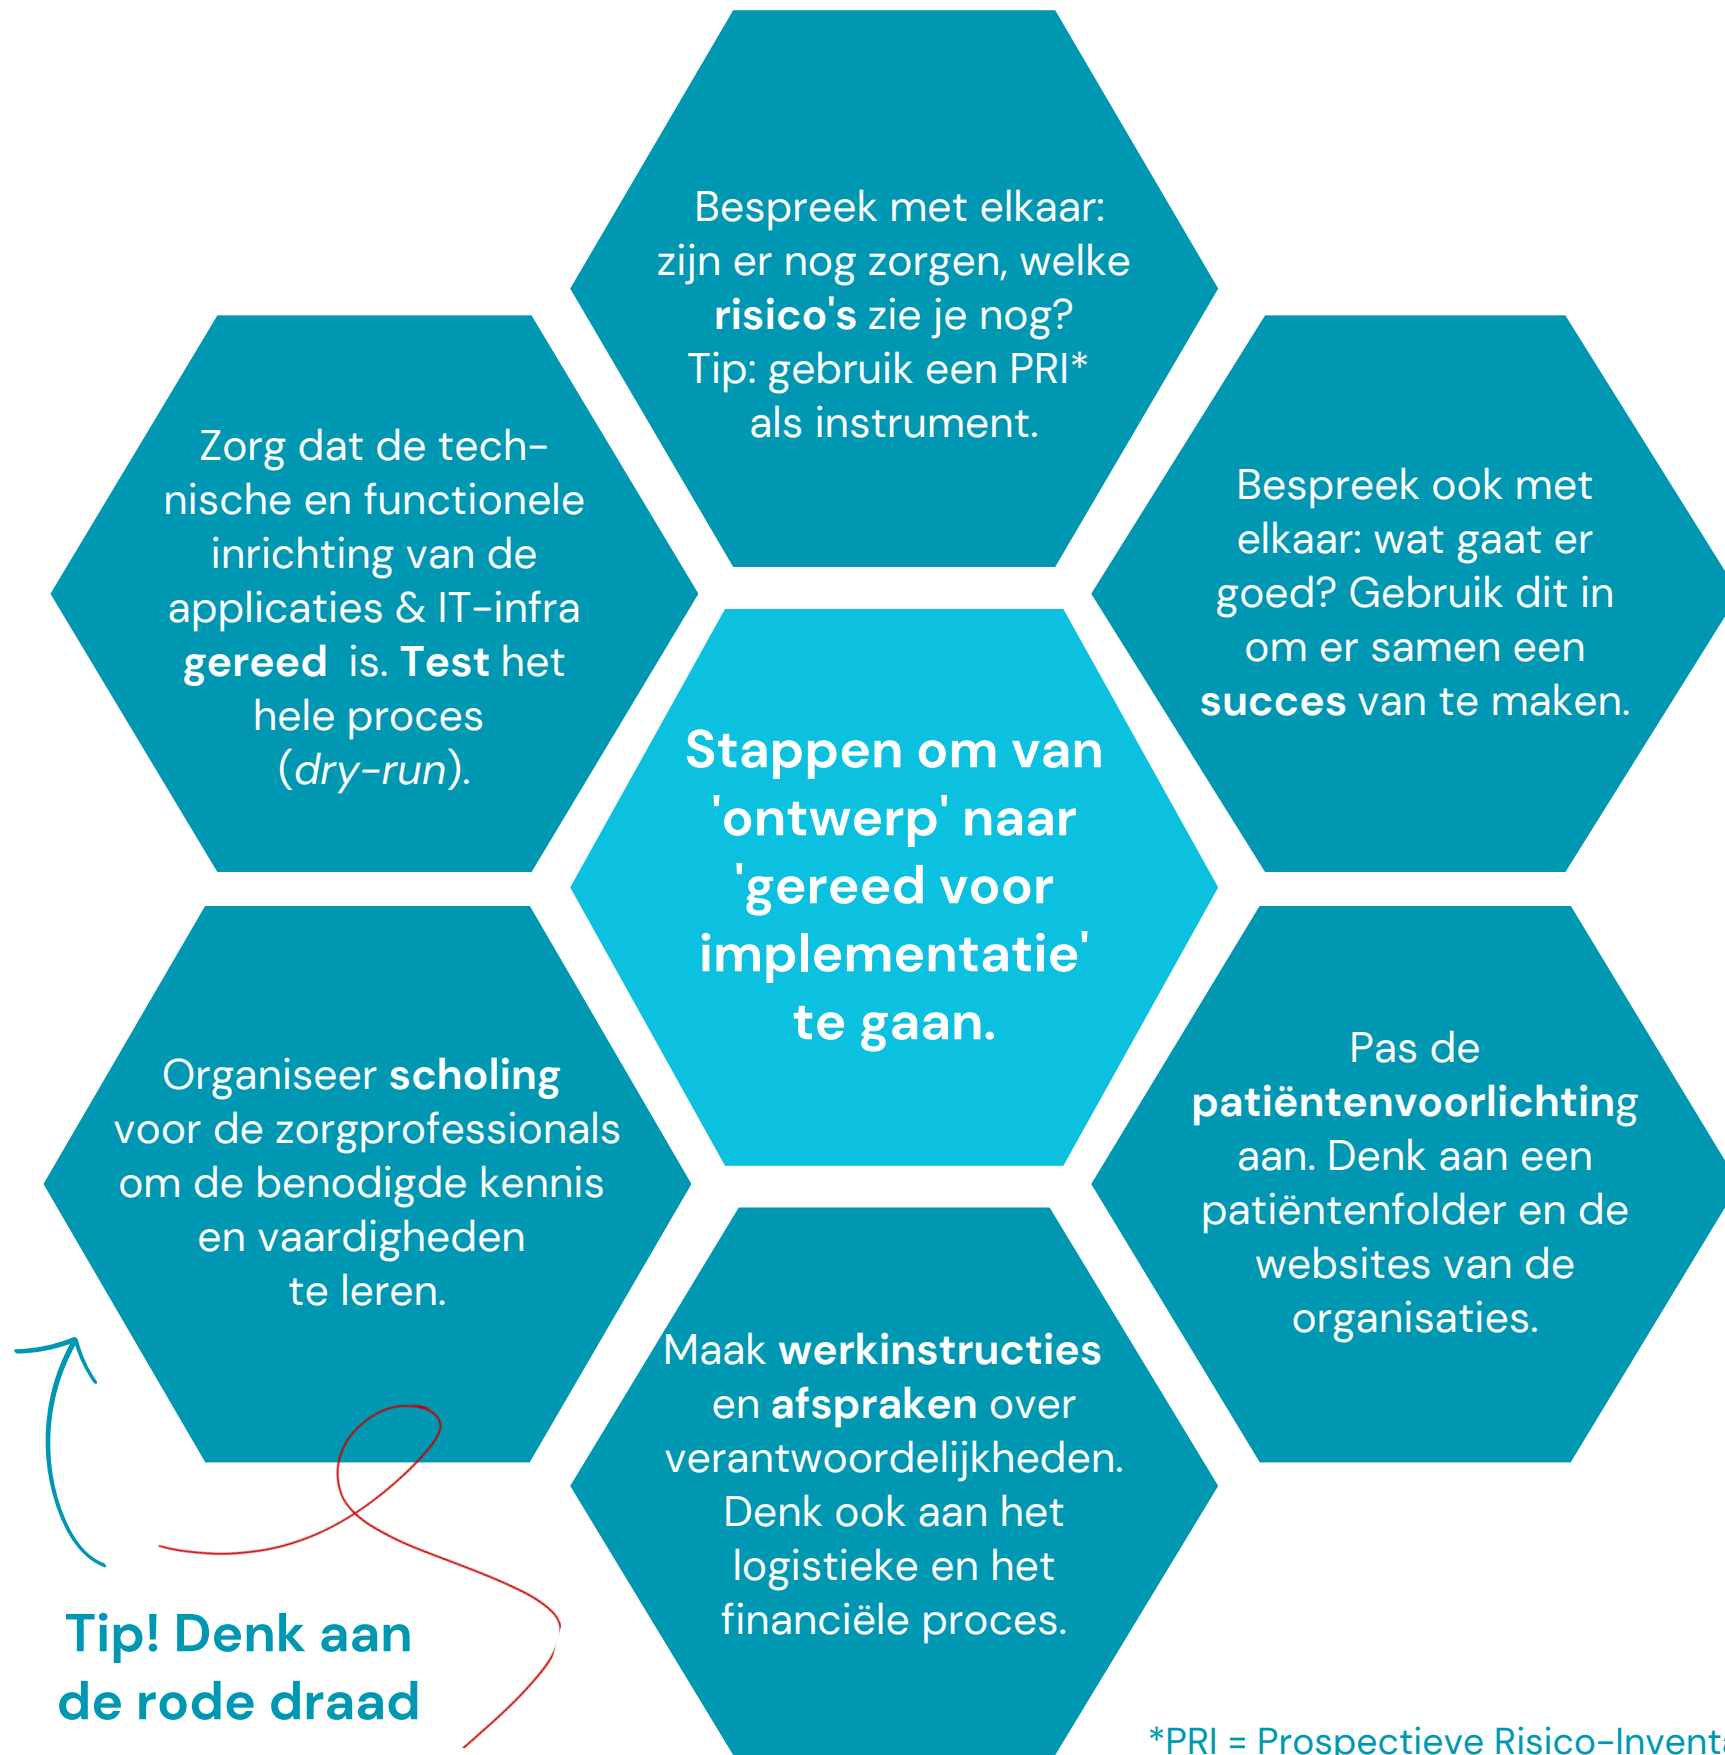 Bespreek met elkaar:
zijn er nog zorgen, welke
risico's zie je nog?
Tip: gebruik een PRI*
als instrument.
Zorg dat de tech-
nische en functionele
inrichting van de
applicaties & IT-infra
gereed is. Test het
hele proces
(dry-run).
Bespreek ook met
elkaar: wat gaat er
goed? Gebruik dit in
om er samen een
succes van te maken.
Stappen om van
'ontwerp' naar
'gereed voor
implementatie'
te gaan.
Organiseer scholing
voor de zorgprofessionals
om de benodigde kennis
en vaardigheden
te leren.
Pas de
patiëntenvoorlichting
aan. Denk aan een
patiëntenfolder en de
websites van de
organisaties.
Maak werkinstructies
en afspraken over
verantwoordelijkheden.
Denk ook aan het
logistieke en het
financiële proces.
Tip! Denk aan
de rode draad
*PRI = Prospectieve Risico-Inventa